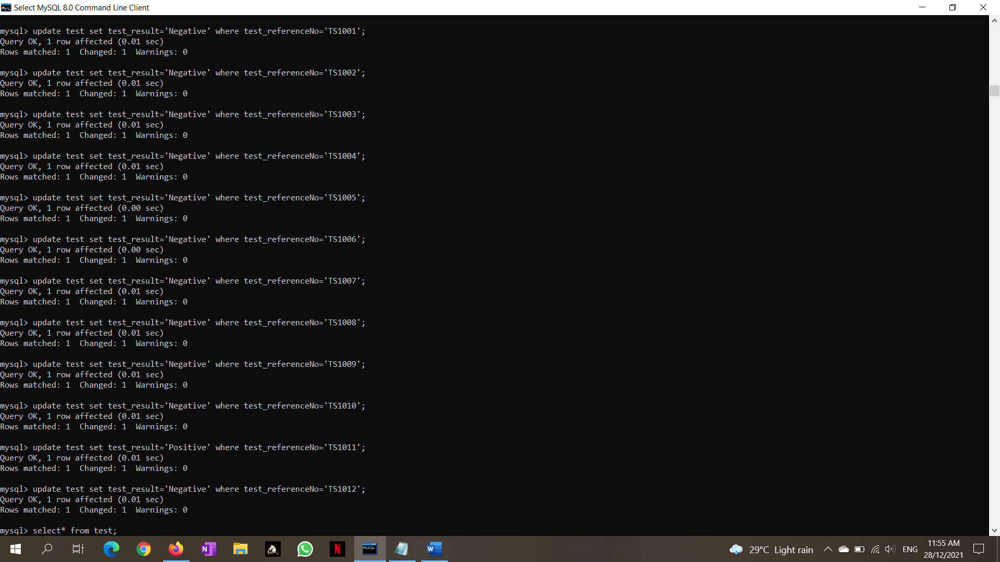 Select MySQL 8.0 Command Line Client
mysql> update test set test_result='Negative' where test_referenceNo='TS1001';
Query OK, 1 row affected (0.01 sec)
Rows matched: 1  Changed: 1  Warnings: 0
mysql> update test set test_result='Negative' where test_referenceNo='TS1002';
Query OK, 1 row affected (0.01 sec)
Rows matched: 1  Changed: 1  Warnings: 0
mysql> update test set test_result='Negative' where test_referenceNo='TS1003';
Query OK, 1 row affected (0.01 sec)
Rows matched: 1  Changed: 1  Warnings: 0
mysql> update test set test_result='Negative' where test_referenceNo='TS1004';
Query OK, 1 row affected (0.01 sec)
Rows matched: 1  Changed: 1  Warnings: 0
mysql> update test set test_result='Negative' where test_referenceNo='TS1005';
Query OK, 1 row affected (0.00 sec)
Rows matched: 1  Changed: 1  Warnings: 0
mysql> update test set test_result='Negative' where test_referenceNo='TS1006';
Query OK, 1 row affected (0.00 sec)
Rows matched: 1  Changed: 1  Warnings: 0
mysql> update test set test_result='Negative' where test_referenceNo='TS1007';
Query OK, 1 row affected (0.01 sec)
Rows matched: 1  Changed: 1  Warnings: 0
mysql> update test set test_result='Negative' where test_referenceNo='TS1008';
Query OK, 1 row affected (0.01 sec)
Rows matched: 1  Changed: 1  Warnings: 0
mysql> update test set test_result='Negative' where test_referenceNo='TS1009';
Query OK, 1 row affected (0.01 sec)
Rows matched: 1  Changed: 1  Warnings: 0
mysql> update test set test_result='Negative' where test_referenceNo='TS1010';
Query OK, 1 row affected (0.01 sec)
Rows matched: 1  Changed: 1  Warnings: 0
mysql> update test set test_result='Positive' where test_referenceNo='TS1011';
Query OK, 1 row affected (0.01 sec)
Rows matched: 1  Changed: 1  Warnings: 0
mysql> update test set test_result='Negative' where test_referenceNo='TS1012';
Query OK, 1 row affected (0.01 sec)
Rows matched: 1  Changed: 1  Warnings: 0
mysql> select* from test;
29°C Light rain
ENG
11:55 AM
28/12/2021